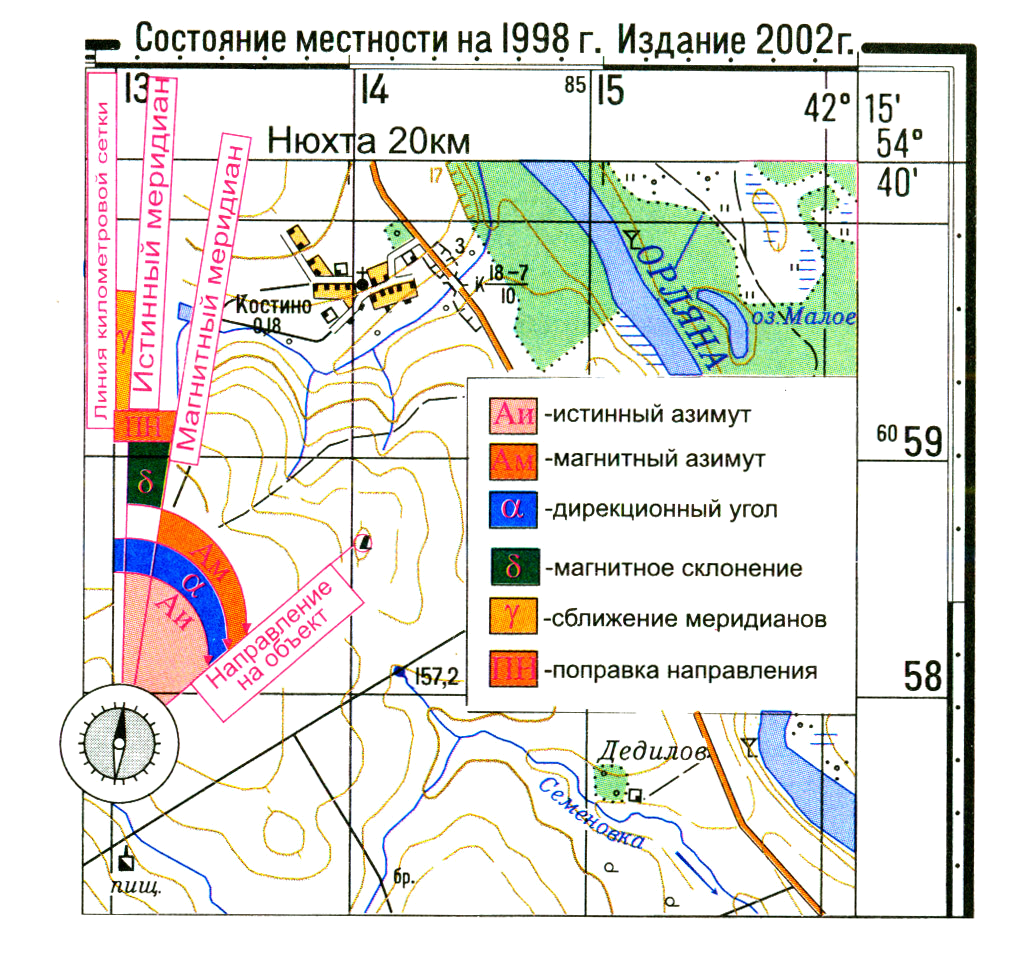 Состояние местности на 1998 г. Издание 2002 г.
13
14
85 15
42° 15'
54°
40'
Нюхта 20км
Линия километровой сетки
Истинный меридиан
Магнитный меридиан
17
3
К 18-7
10
Костино
0,18
ОРЛЯНА
оз. Малое
γ
ПН
δ
Ам
α
Аи
Направление
на объект
Аи -истинный азимут
Ам -магнитный азимут
α -дирекционный угол
δ -магнитное склонение
γ -сближение меридианов
ПН -поправка направления
60 59
58
157,2
Дедилов
Семеновка
бр.
Р
Р
пищ.